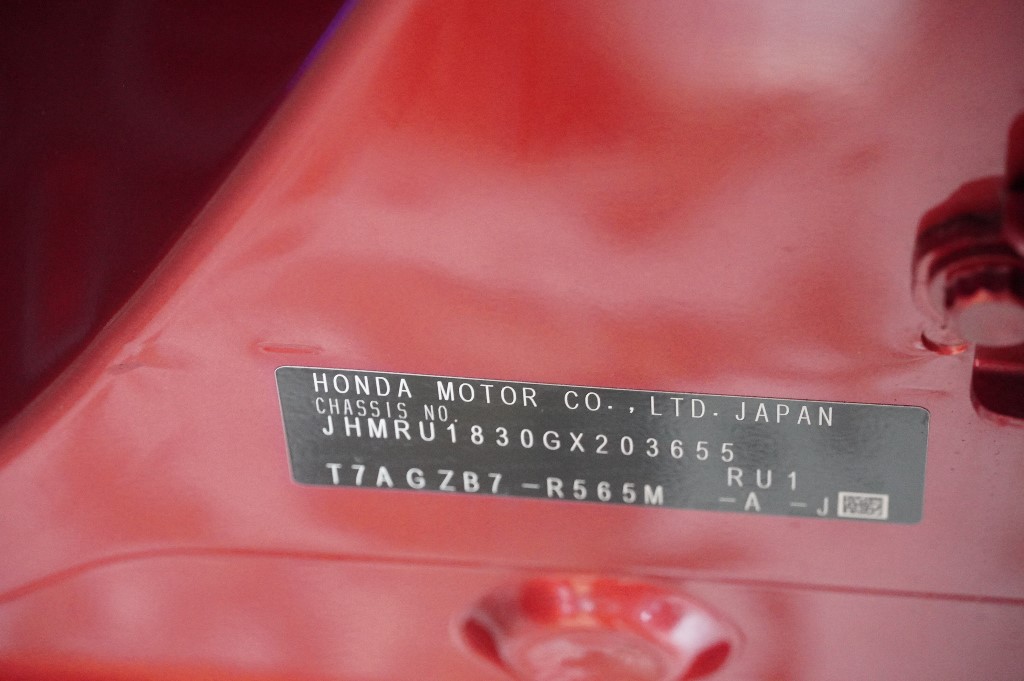 HONDA MOTOR CO.,LTD. JAPAN
CHASSIS NO.
JHMRU1830GX203655
RU1
T7AGZB7-R565M -A -J